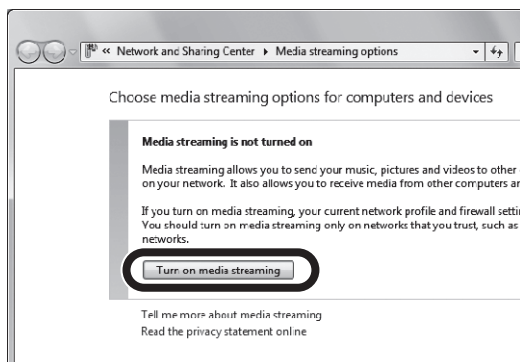 « Network and Sharing Center ▸ Media streaming options
Choose media streaming options for computers and devices
Media streaming is not turned on
Media streaming allows you to send your music, pictures and videos to other
on your network. It also allows you to receive media from other computers
If you turn on media streaming, your current network profile and firewall
You should turn on media streaming only on networks that you trust, such as
networks.
Turn on media streaming
Tell me more about media streaming
Read the privacy statement online